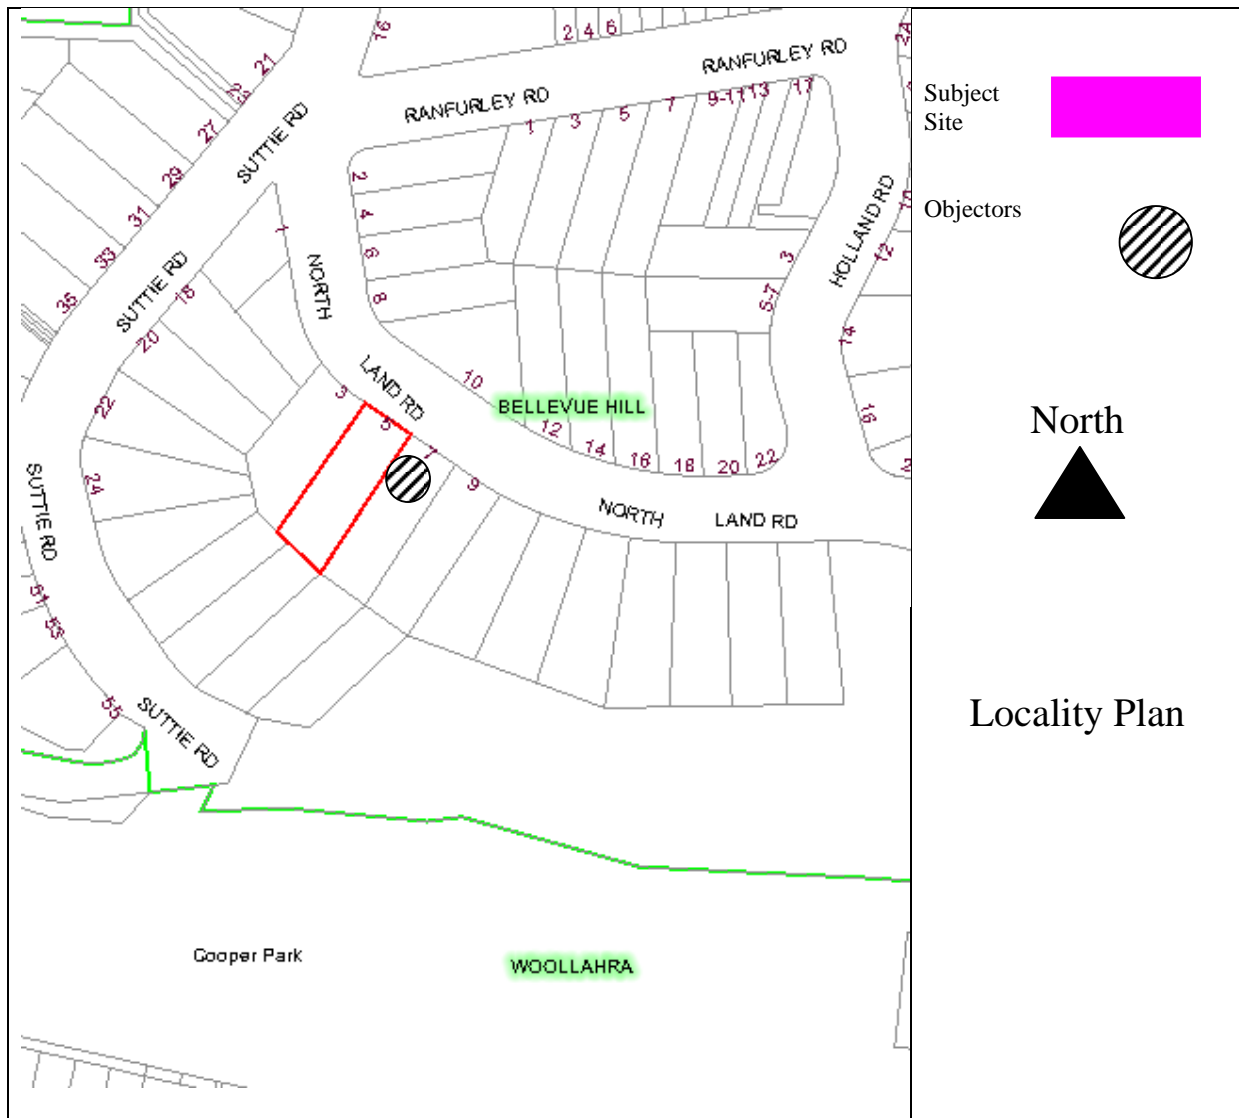 16
2 4 6
2A
RANFURLEY RD
21
RANFURLEY RD
9-11 13
17
1
3
5
7
27
SUTTIE RD
29
2
31
4
HOLLAND RD
10
33
1
6
3
12
SUTTIE RD
NORTH
18
8
5-7
35
20
14
LAND RD
3
10
BELLEVUE HILL
22
5
12
16
7
14
16
18
20
22
2
24
9
SUTTIE RD
NORTH
LAND RD
51
53
55
SUTTIE RD
Cooper Park
WOOLLAHRA
Subject
Site
Objectors
North
Locality Plan